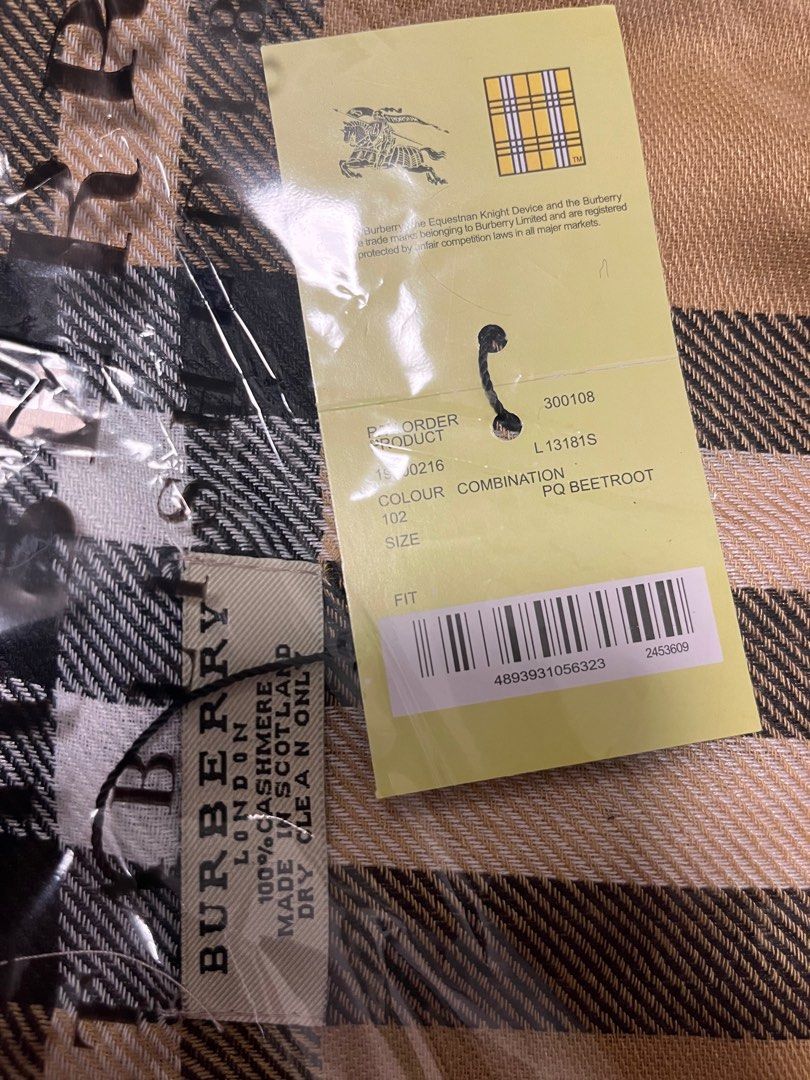 TM
Burberry, the Equestrian Knight Device and the Burberry
trade marks belonging to Burberry Limited and are registered
protected by unfair competition laws in all major markets.
300108
ORDER
PRODUCT
L13181S
COLOUR COMBINATION
PQ BEETROOT
102
SIZE
FIT
4893931056323
2453609
BURBERRY
LONDON
100% CASHMERE
MADE IN SCOTLAND
DRY CLEAN ONLY